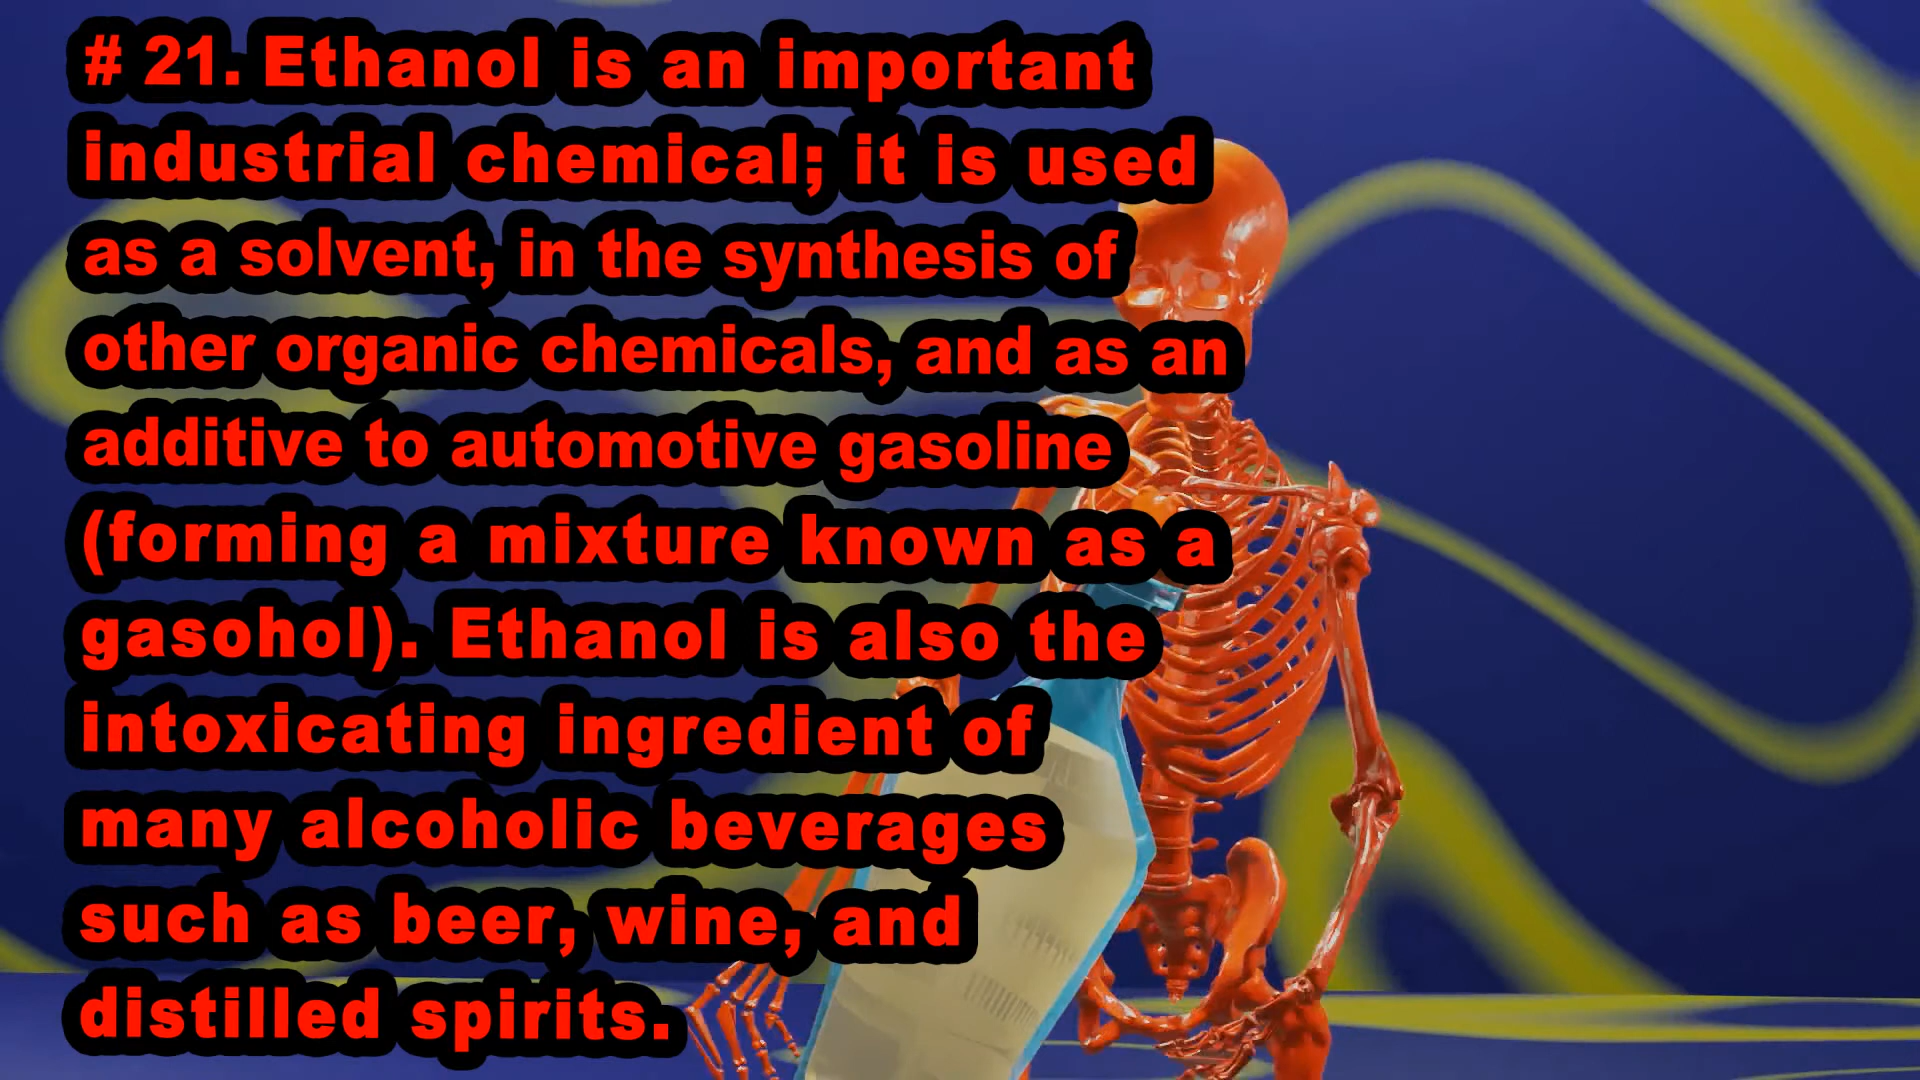 # 21. Ethanol is an important
industrial chemical; it is used
as a solvent, in the synthesis of
other organic chemicals, and as an
additive to automotive gasoline
(forming a mixture known as a
gasohol). Ethanol is also the
intoxicating ingredient of
many alcoholic beverages
such as beer, wine, and
distilled spirits.